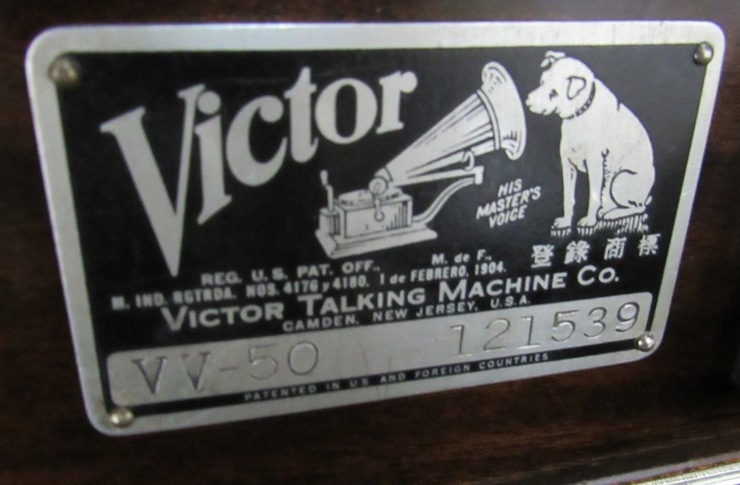 Victor
HIS
MASTER'S
VOICE
登録商標
REG. U.S. PAT. OFF., M. de F.,
M. IND. RGTRDA. NOS. 4176 y 4180. 1 de FEBRERO, 1904.
VICTOR TALKING MACHINE CO.
CAMDEN, NEW JERSEY, U.S.A.
VV-50 121539
PATENTED IN U.S. AND FOREIGN COUNTRIES